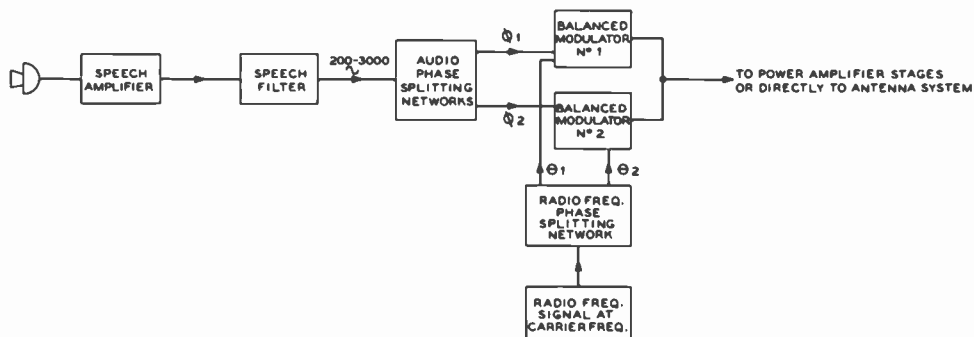 SPEECH
AMPLIFIER
SPEECH
FILTER
200-3000
AUDIO
PHASE
SPLITTING
NETWORKS
ϕ1
ϕ2
BALANCED
MODULATOR
Nº 1
BALANCED
MODULATOR
Nº 2
TO POWER AMPLIFIER STAGES
OR DIRECTLY TO ANTENNA SYSTEM
θ1
θ2
RADIO FREQ.
PHASE
SPLITTING
NETWORK
RADIO FREQ.
SIGNAL AT
CARRIER FREQ.